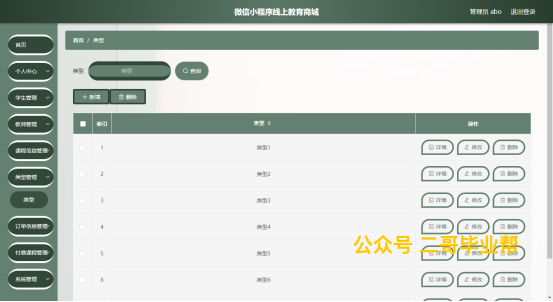 微信小程序线上教育商城
管理员 abo 退出登录
首页
个人中心
学生管理
教师管理
课程信息管理
类型管理
类型
订单信息管理
付费课程管理
系统管理
首页 / 类型
类型 类型 查询
+ 新增 删除
索引 类型 操作
1 类型1 详情 修改 删除
2 类型2 详情 修改 删除
3 类型3 详情 修改 删除
4 类型4 详情 修改 删除
5 类型5 详情 修改 删除
6 类型6 详情 修改 删除
公众号 二哥毕业帮